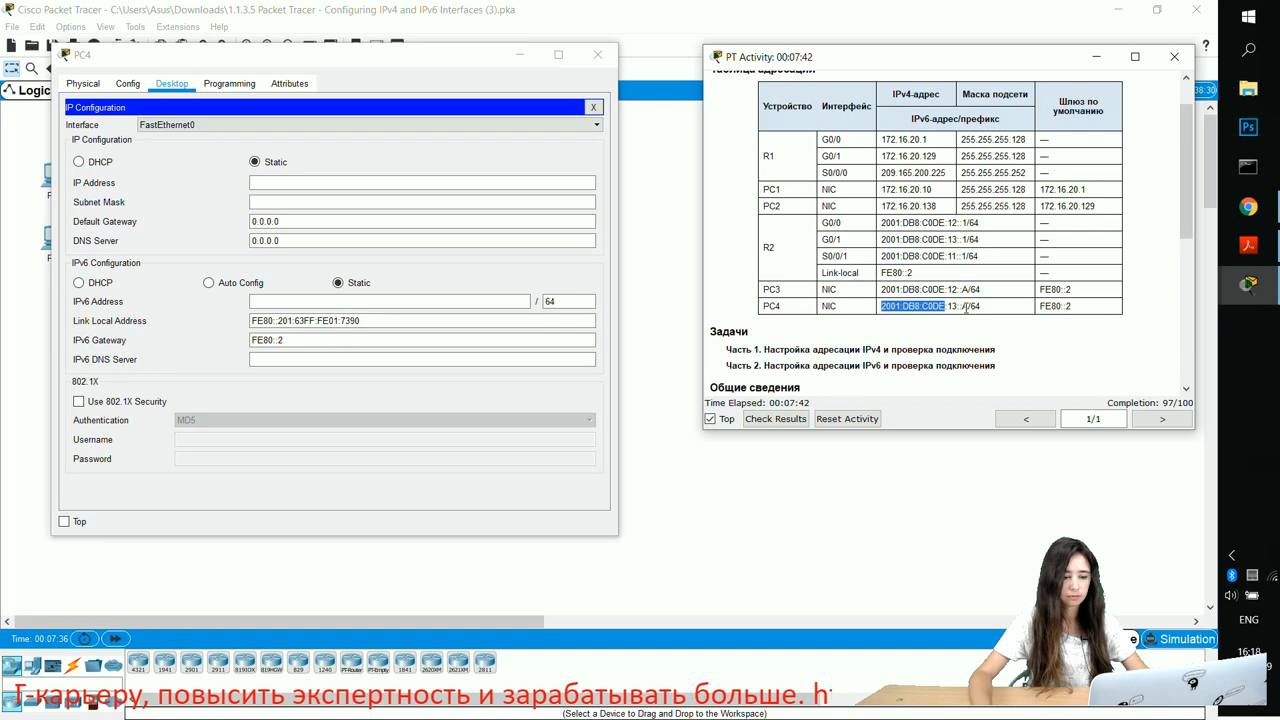 Cisco Packet Tracer - C:\Users\Asus\Downloads\1.1.3.5 Packet Tracer - Configuring IPv4 and IPv6 Interfaces (3).pka
File Edit Options View Tools Extensions Help
Logic
38:30
PC4
Physical Config Desktop Programming Attributes
IP Configuration X
Interface FastEthernet0
IP Configuration
DHCP Static
IP Address
Subnet Mask
Default Gateway 0.0.0.0
DNS Server 0.0.0.0
IPv6 Configuration
DHCP Auto Config Static
IPv6 Address / 64
Link Local Address FE80::201:63FF:FE01:7390
IPv6 Gateway FE80::2
IPv6 DNS Server
802.1X
Use 802.1X Security
Authentication MD5
Username
Password
Top
PT Activity: 00:07:42
Таблица адресации
Устройство Интерфейс IPv4-адрес Маска подсети Шлюз по умолчанию
IPv6-адрес/префикс
R1 G0/0 172.16.20.1 255.255.255.128 —
G0/1 172.16.20.129 255.255.255.128 —
S0/0/0 209.165.200.225 255.255.255.252 —
PC1 NIC 172.16.20.10 255.255.255.128 172.16.20.1
PC2 NIC 172.16.20.138 255.255.255.128 172.16.20.129
R2 G0/0 2001:DB8:C0DE:12::1/64 —
G0/1 2001:DB8:C0DE:13::1/64 —
S0/0/1 2001:DB8:C0DE:11::1/64 —
Link-local FE80::2 —
PC3 NIC 2001:DB8:C0DE:12::A/64 FE80::2
PC4 NIC 2001:DB8:C0DE:13::A/64 FE80::2
Задачи
Часть 1. Настройка адресации IPv4 и проверка подключения
Часть 2. Настройка адресации IPv6 и проверка подключения
Общие сведения
Time Elapsed: 00:07:42 Completion: 97/100
Top Check Results Reset Activity < 1/1 >
Time: 00:07:36
Simulation
4321 1941 2901 2911 819IOX 819HGW 829 1240 PT-Router PT-Empty 1841 2620XM 2621XM 2811
-карьеру, повысить экспертность и зарабатывать больше. ht
(Select a Device to Drag and Drop to the Workspace)
ENG
16:18